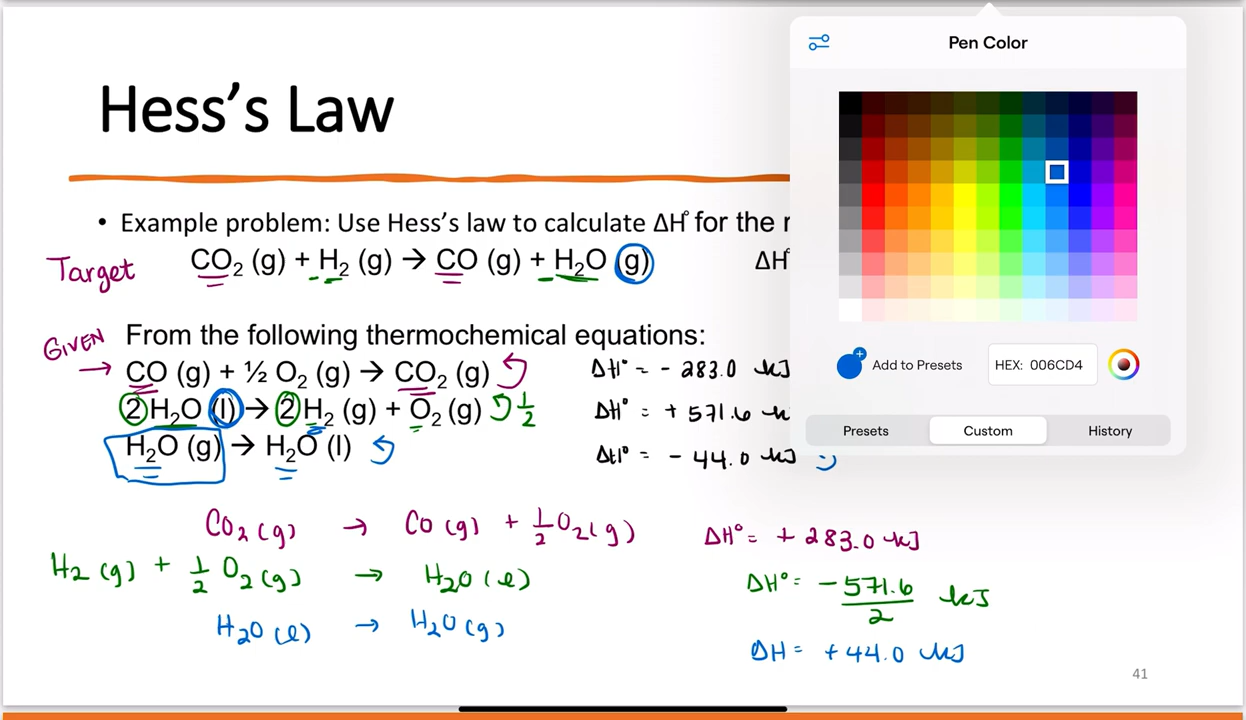 Pen Color
Hess's Law
• Example problem: Use Hess's law to calculate ΔH° for the r
Target CO₂ (g) + H₂ (g) → CO (g) + H₂O (g) ΔH°
GIVEN From the following thermochemical equations:
→ CO (g) + ½ O₂ (g) → CO₂ (g) ΔH° = - 283.0 kJ
2 H₂O (l) → 2 H₂ (g) + O₂ (g) 1/2 ΔH° = + 571.6 k
H₂O (g) → H₂O (l) ΔH° = - 44.0 kJ
Add to Presets HEX: 006CD4
Presets Custom History
CO₂ (g) → CO (g) + 1/2 O₂ (g) ΔH° = + 283.0 kJ
H₂ (g) + 1/2 O₂ (g) → H₂O (l) ΔH° = - 571.6/2 kJ
H₂O (l) → H₂O (g) ΔH = + 44.0 kJ
41